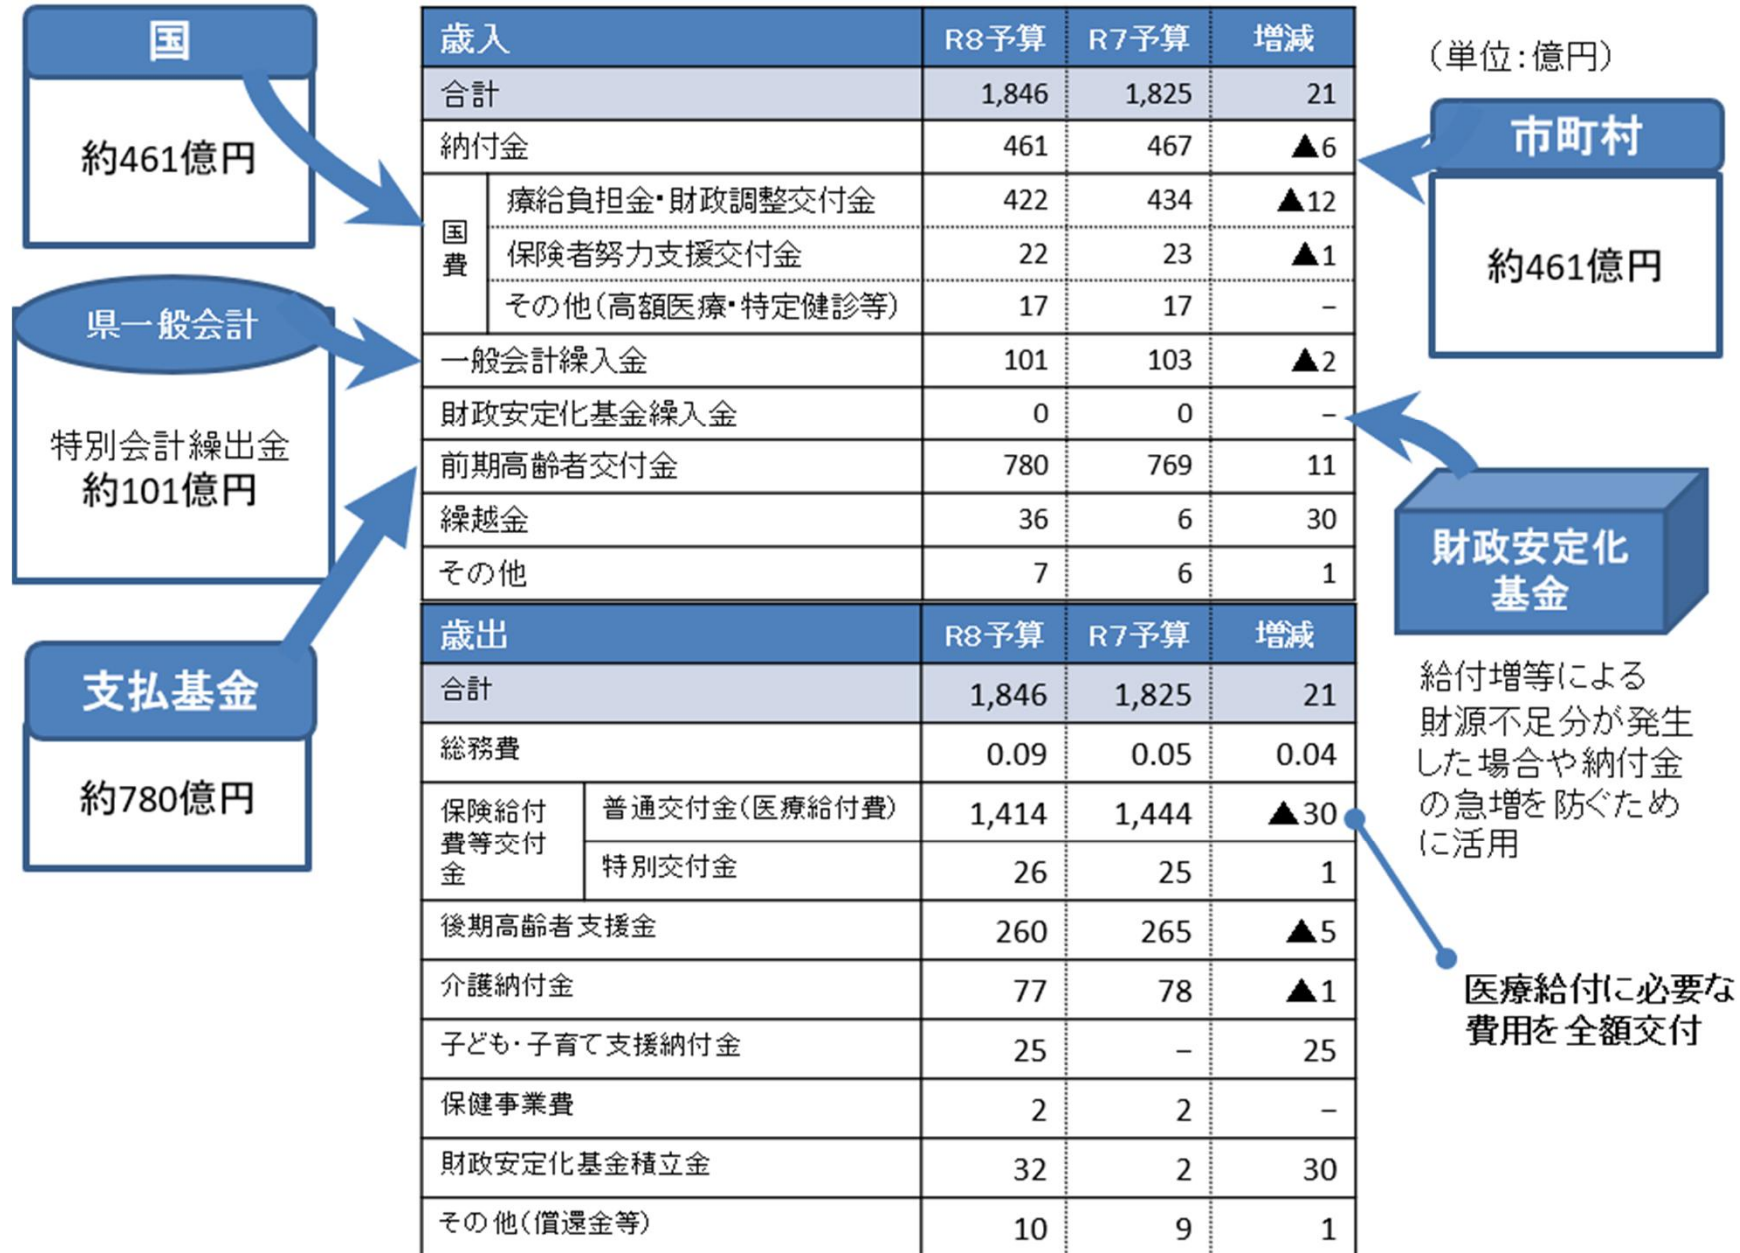 国
約461億円
県一般会計
特別会計繰出金
約101億円
支払基金
約780億円
歳入 R8予算 R7予算 増減
合計 1,846 1,825 21
納付金 461 467 ▲6
国費
療給負担金・財政調整交付金 422 434 ▲12
保険者努力支援交付金 22 23 ▲1
その他(高額医療・特定健診等) 17 17 −
一般会計繰入金 101 103 ▲2
財政安定化基金繰入金 0 0 −
前期高齢者交付金 780 769 11
繰越金 36 6 30
その他 7 6 1
歳出 R8予算 R7予算 増減
合計 1,846 1,825 21
総務費 0.09 0.05 0.04
保険給付
費等交付
金
普通交付金(医療給付費) 1,414 1,444 ▲30
特別交付金 26 25 1
後期高齢者支援金 260 265 ▲5
介護納付金 77 78 ▲1
子ども・子育て支援納付金 25 − 25
保健事業費 2 2 −
財政安定化基金積立金 32 2 30
その他(償還金等) 10 9 1
(単位:億円)
市町村
約461億円
財政安定化
基金
給付増等による
財源不足分が発生
した場合や納付金
の急増を防ぐため
に活用
医療給付に必要な
費用を全額交付